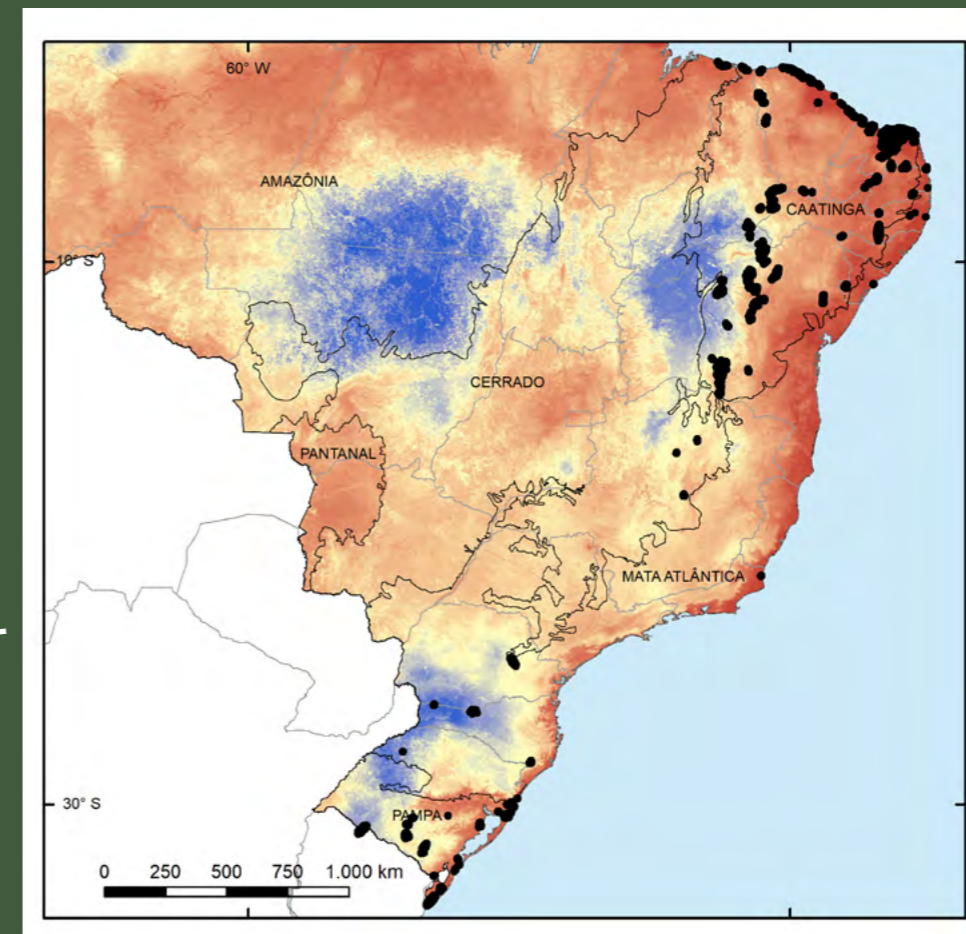 60° W
AMAZÔNIA
CAATINGA
10° S
CERRADO
PANTANAL
MATA ATLÂNTICA
30° S
PAMPA
0 250 500 750 1.000 km